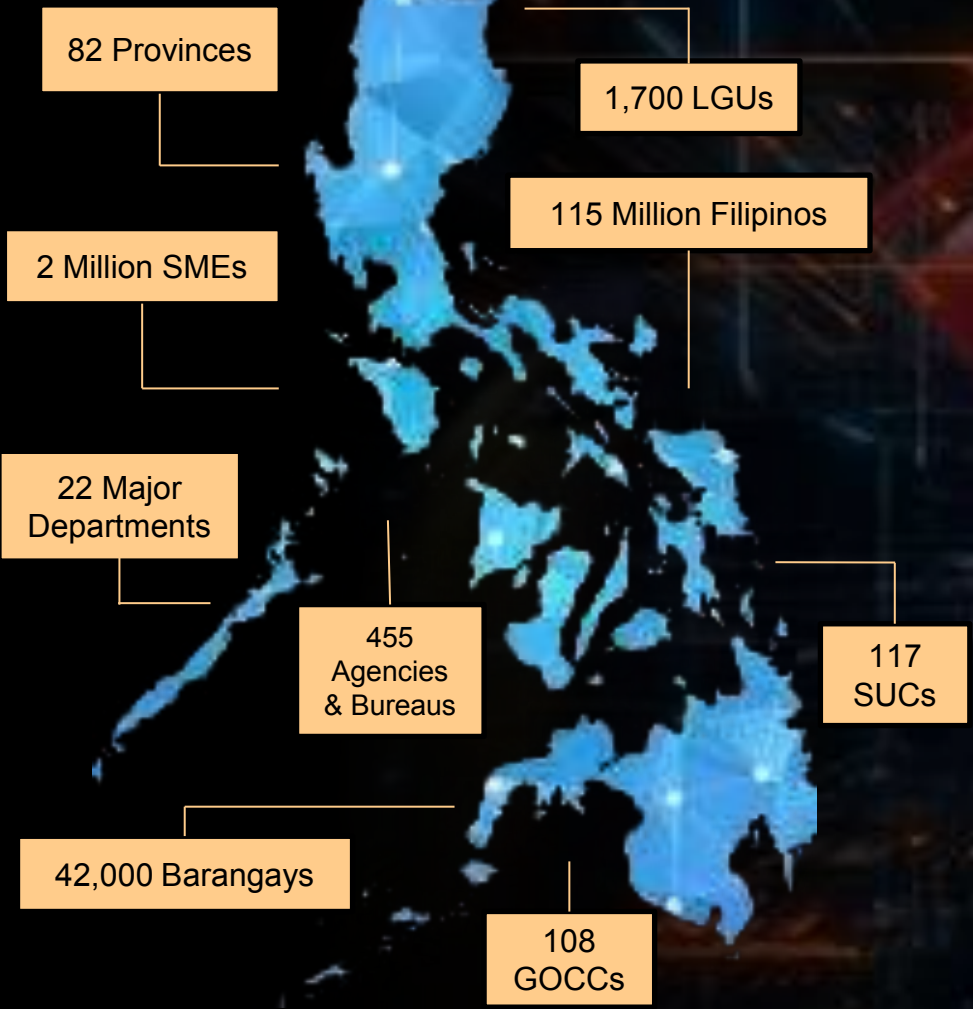 82 Provinces
1,700 LGUs
115 Million Filipinos
2 Million SMEs
22 Major
Departments
455
Agencies
& Bureaus
117
SUCs
42,000 Barangays
108
GOCCs